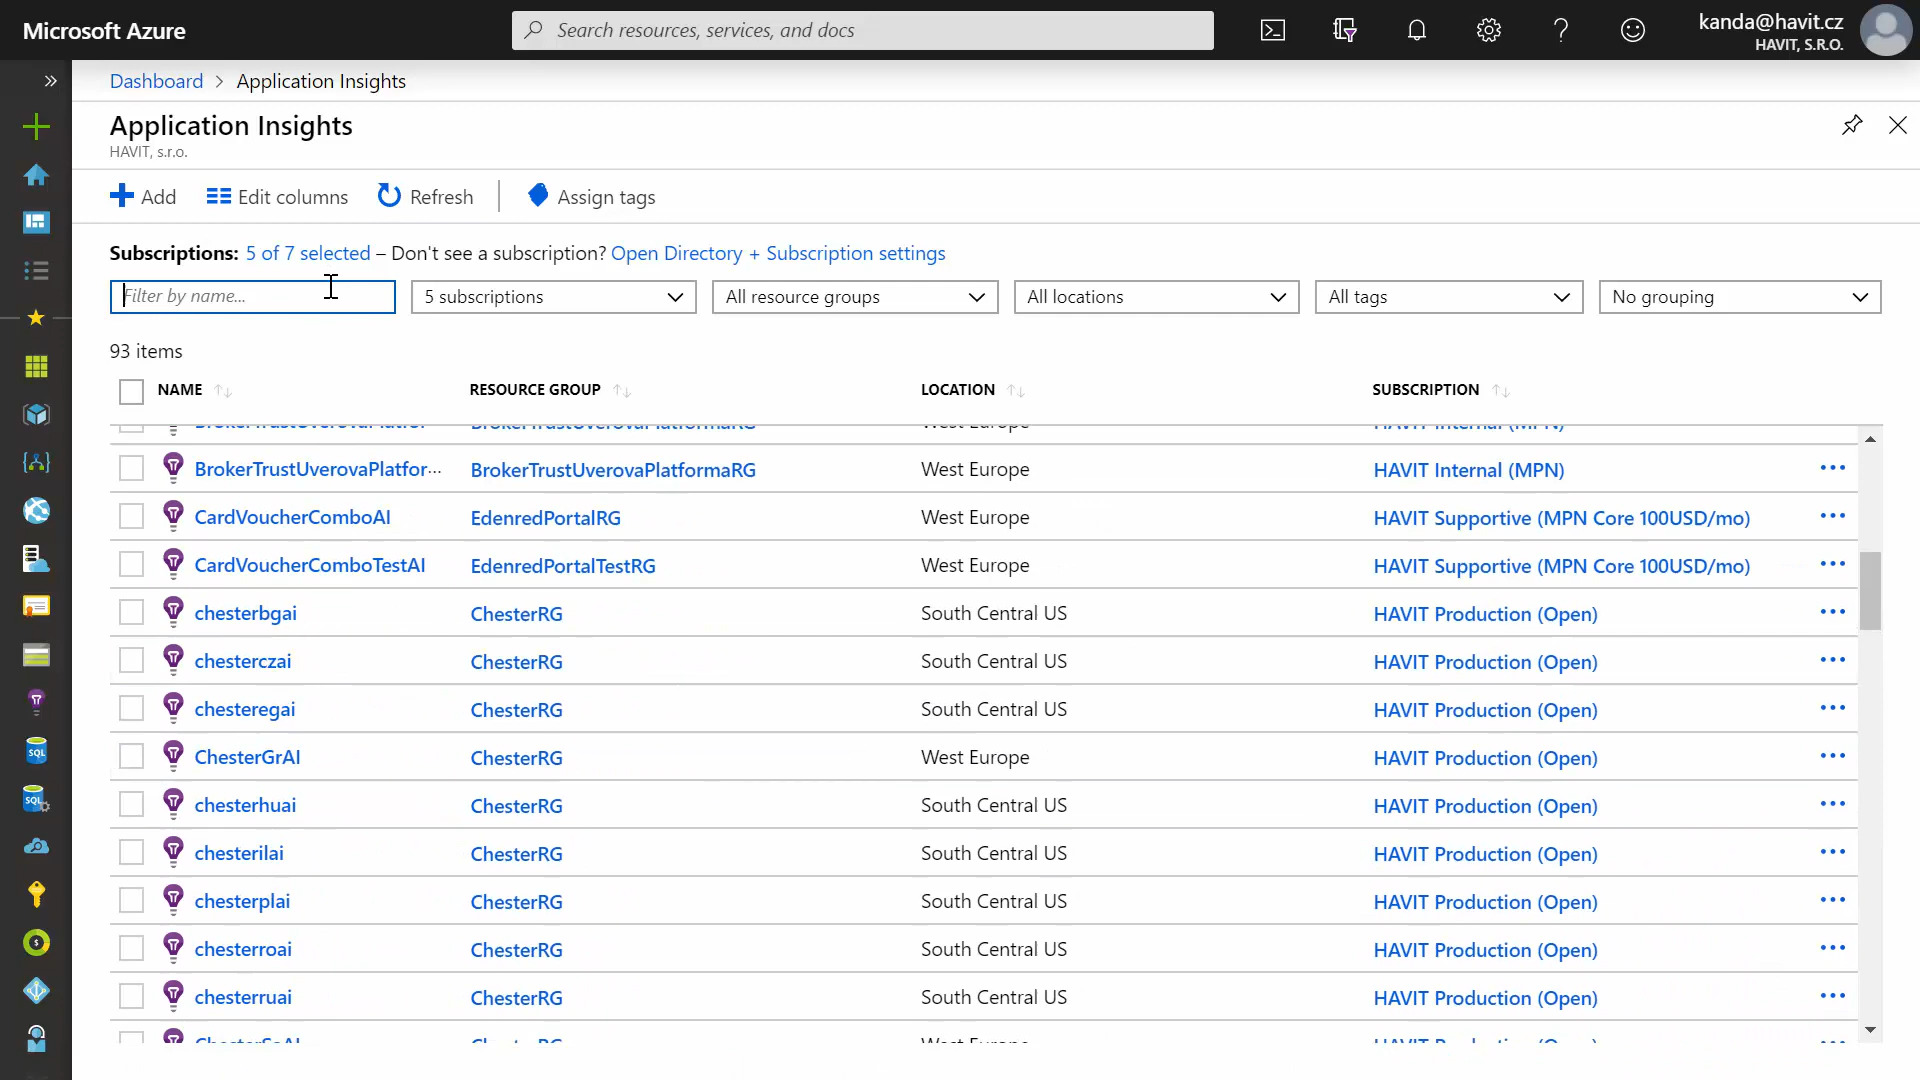 Microsoft Azure
Search resources, services, and docs
kanda@havit.cz
HAVIT, S.R.O.
Dashboard > Application Insights
Application Insights
HAVIT, s.r.o.
Add Edit columns Refresh Assign tags
Subscriptions: 5 of 7 selected – Don't see a subscription? Open Directory + Subscription settings
Filter by name... 5 subscriptions All resource groups All locations All tags No grouping
93 items
NAME RESOURCE GROUP LOCATION SUBSCRIPTION
BrokerTrustUverovaPlatfor... BrokerTrustUverovaPlatformaRG West Europe HAVIT Internal (MPN)
CardVoucherComboAI EdenredPortalRG West Europe HAVIT Supportive (MPN Core 100USD/mo)
CardVoucherComboTestAI EdenredPortalTestRG West Europe HAVIT Supportive (MPN Core 100USD/mo)
chesterbgai ChesterRG South Central US HAVIT Production (Open)
chesterczai ChesterRG South Central US HAVIT Production (Open)
chesteregai ChesterRG South Central US HAVIT Production (Open)
ChesterGrAI ChesterRG West Europe HAVIT Production (Open)
chesterhuai ChesterRG South Central US HAVIT Production (Open)
chesterilai ChesterRG South Central US HAVIT Production (Open)
chesterplai ChesterRG South Central US HAVIT Production (Open)
chesterroai ChesterRG South Central US HAVIT Production (Open)
chesterruai ChesterRG South Central US HAVIT Production (Open)